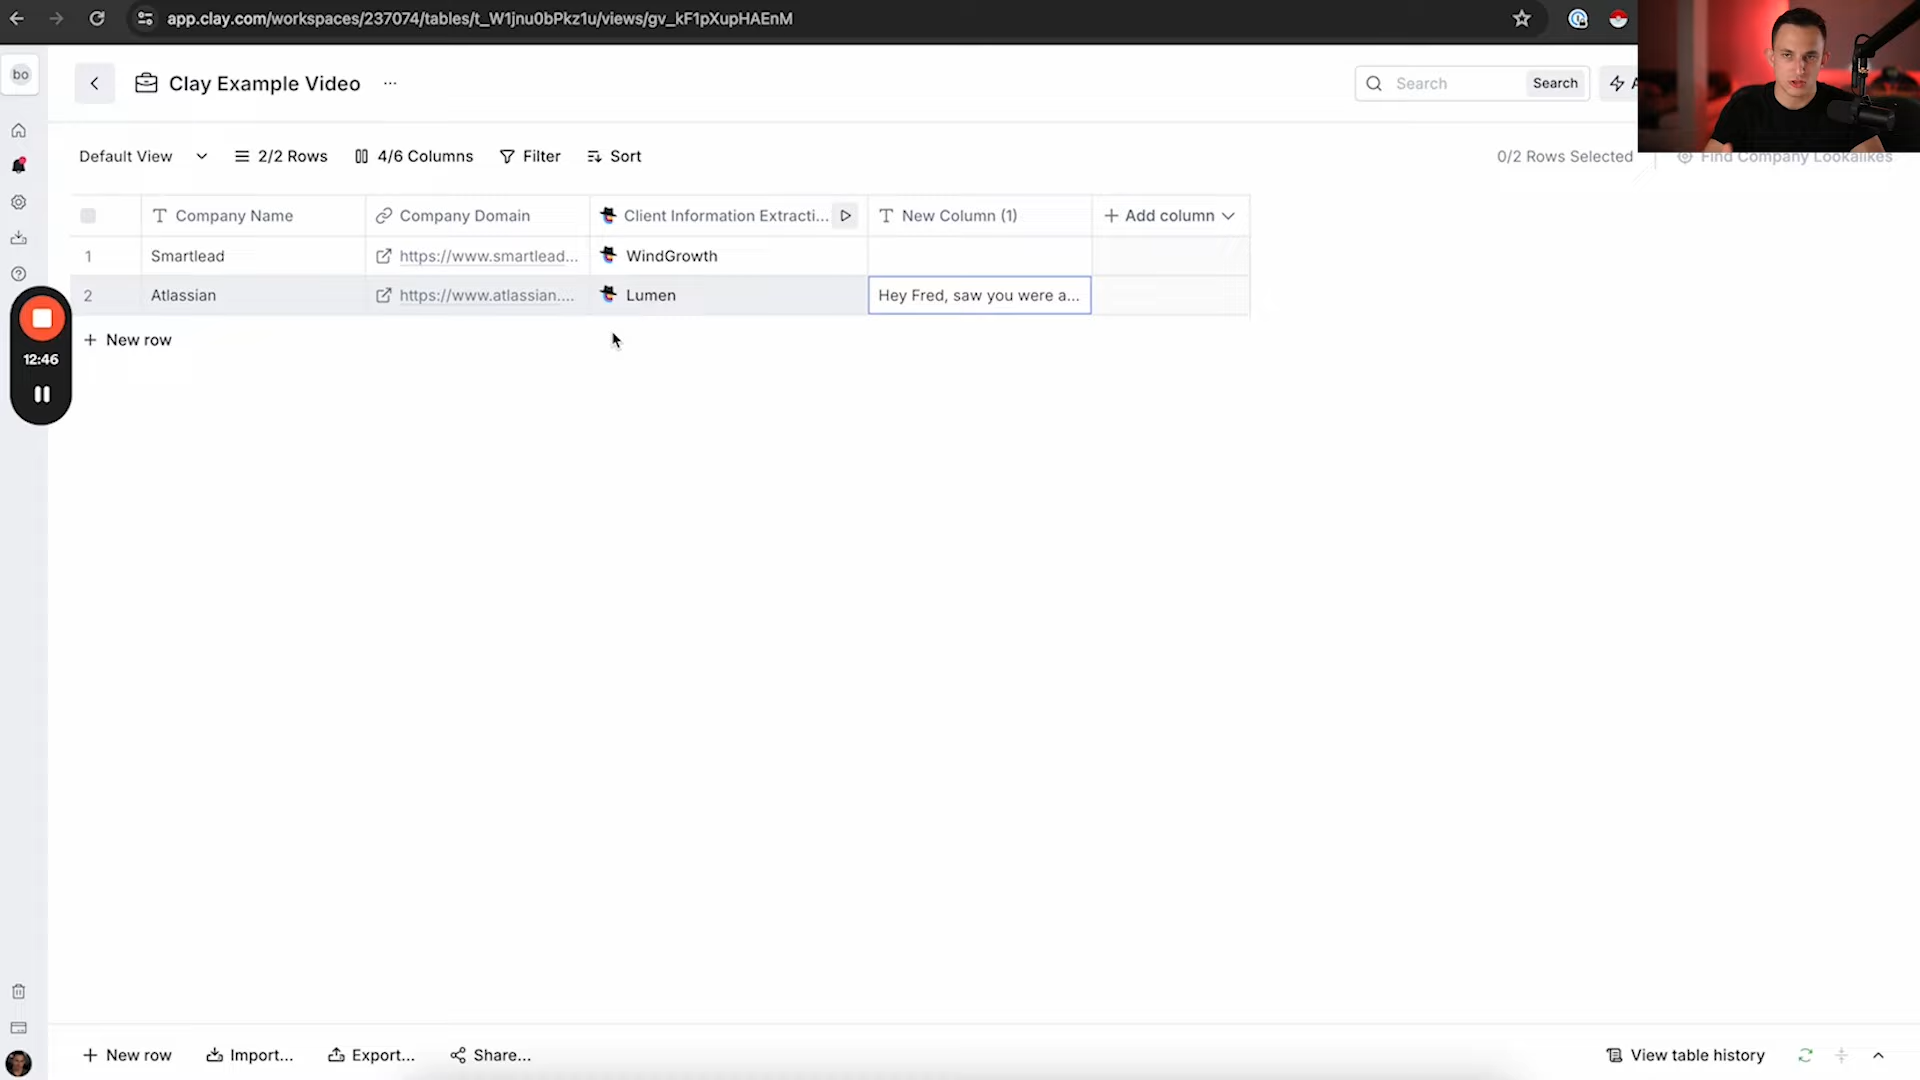 app.clay.com/workspaces/237074/tables/t_W1jnu0bPkz1u/views/gv_kF1pXupHAEnM
bo
Clay Example Video
Search Search
Default View 2/2 Rows 4/6 Columns Filter Sort
0/2 Rows Selected Find Company Lookalikes
Company Name Company Domain Client Information Extracti... New Column (1) + Add column
1 Smartlead https://www.smartlead... WindGrowth
2 Atlassian https://www.atlassian.... Lumen Hey Fred, saw you were a...
+ New row
12:46
+ New row Import... Export... Share...
View table history